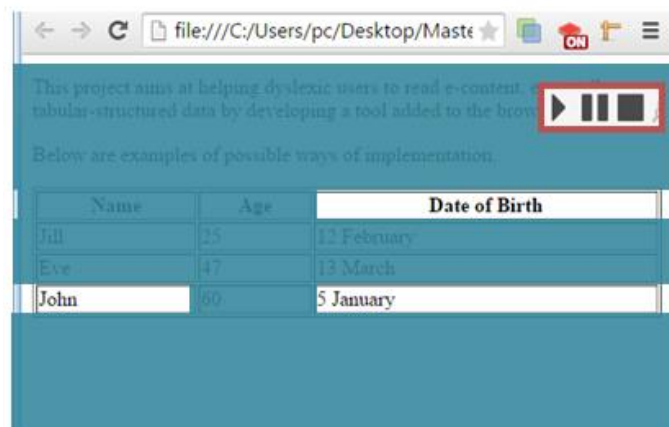 file:///C:/Users/pc/Desktop/Maste
ON
This project aims at helping dyslexic users to read e-content,
tabular-structured data by developing a tool added to the
Below are examples of possible ways of implementation
Name Age Date of Birth
Jill 25 12 February
Eve 47 13 March
John 60 5 January